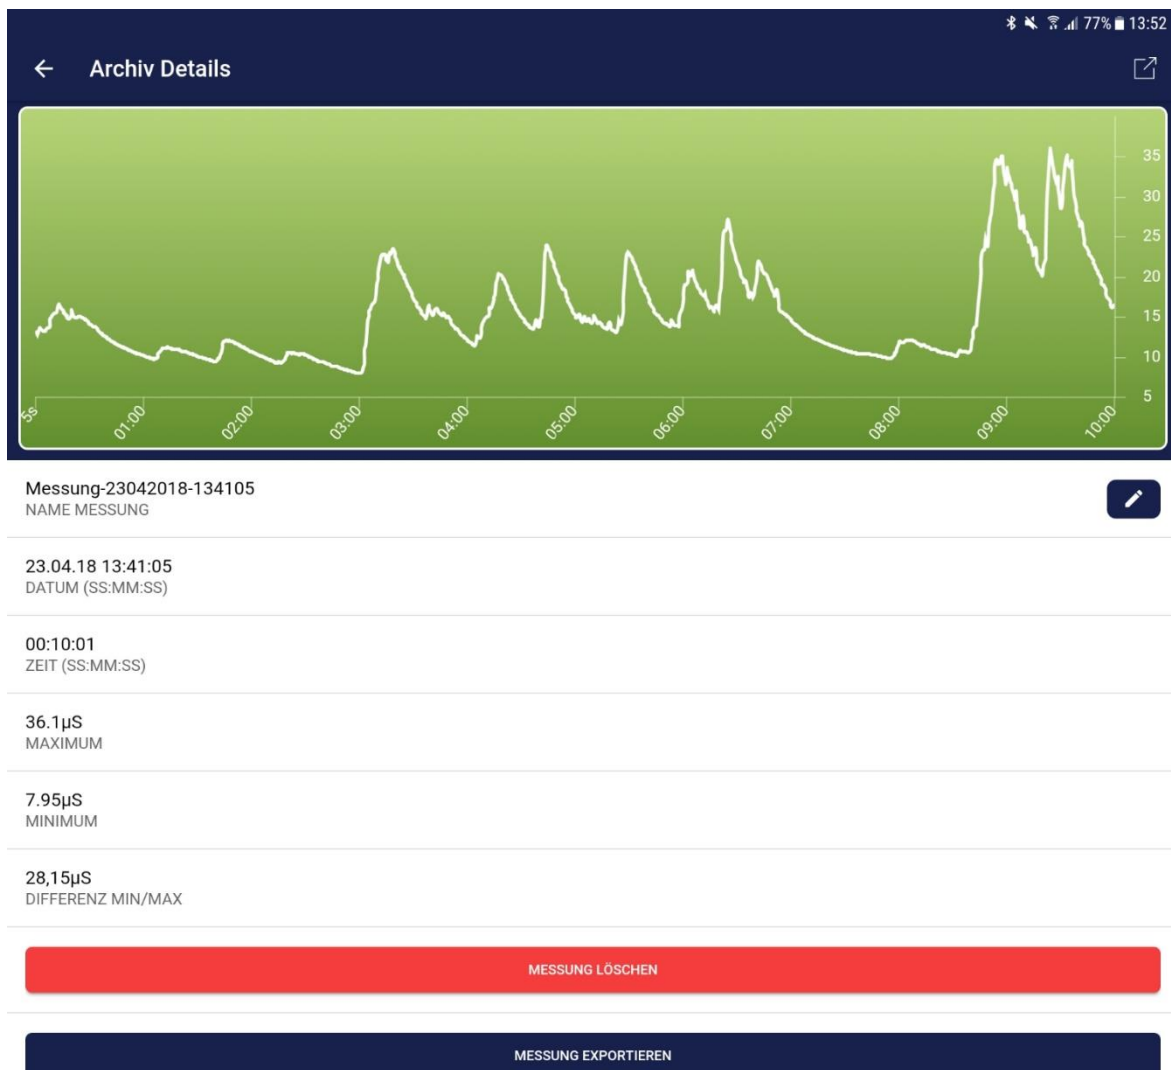 77% 13:52
Archiv Details
35
30
25
20
15
10
5
5s 01:00 02:00 03:00 04:00 05:00 06:00 07:00 08:00 09:00 10:00
Messung-23042018-134105
NAME MESSUNG
23.04.18 13:41:05
DATUM (SS:MM:SS)
00:10:01
ZEIT (SS:MM:SS)
36.1µS
MAXIMUM
7.95µS
MINIMUM
28,15µS
DIFFERENZ MIN/MAX
MESSUNG LÖSCHEN
MESSUNG EXPORTIEREN